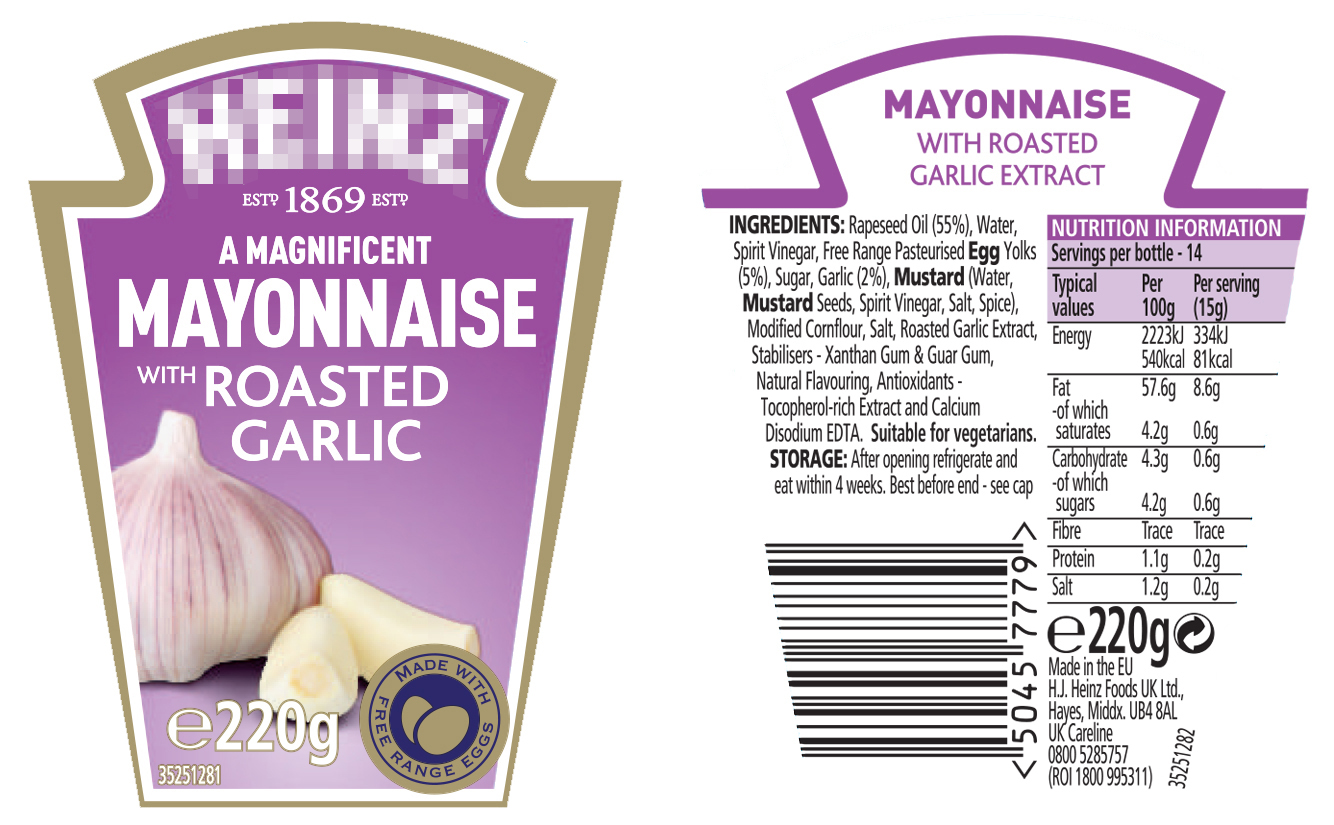 HEINZ
ESTD 1869 ESTD
A MAGNIFICENT
MAYONNAISE
WITH ROASTED
GARLIC
MADE WITH
FREE RANGE EGGS
℮220g
35251281
MAYONNAISE
WITH ROASTED
GARLIC EXTRACT
INGREDIENTS: Rapeseed Oil (55%), Water,
Spirit Vinegar, Free Range Pasteurised Egg Yolks
(5%), Sugar, Garlic (2%), Mustard (Water,
Mustard Seeds, Spirit Vinegar, Salt, Spice),
Modified Cornflour, Salt, Roasted Garlic Extract,
Stabilisers - Xanthan Gum & Guar Gum,
Natural Flavouring, Antioxidants -
Tocopherol-rich Extract and Calcium
Disodium EDTA. Suitable for vegetarians.
STORAGE: After opening refrigerate and
eat within 4 weeks. Best before end - see cap
< 5045 7779 >
NUTRITION INFORMATION
Servings per bottle - 14
Typical Per Per serving
values 100g (15g)
Energy 2223kJ 334kJ
540kcal 81kcal
Fat 57.6g 8.6g
-of which
saturates 4.2g 0.6g
Carbohydrate 4.3g 0.6g
-of which
sugars 4.2g 0.6g
Fibre Trace Trace
Protein 1.1g 0.2g
Salt 1.2g 0.2g
℮220g
Made in the EU
H.J. Heinz Foods UK Ltd.,
Hayes, Middx. UB4 8AL
UK Careline
0800 5285757
(ROI 1800 995311)
35251282